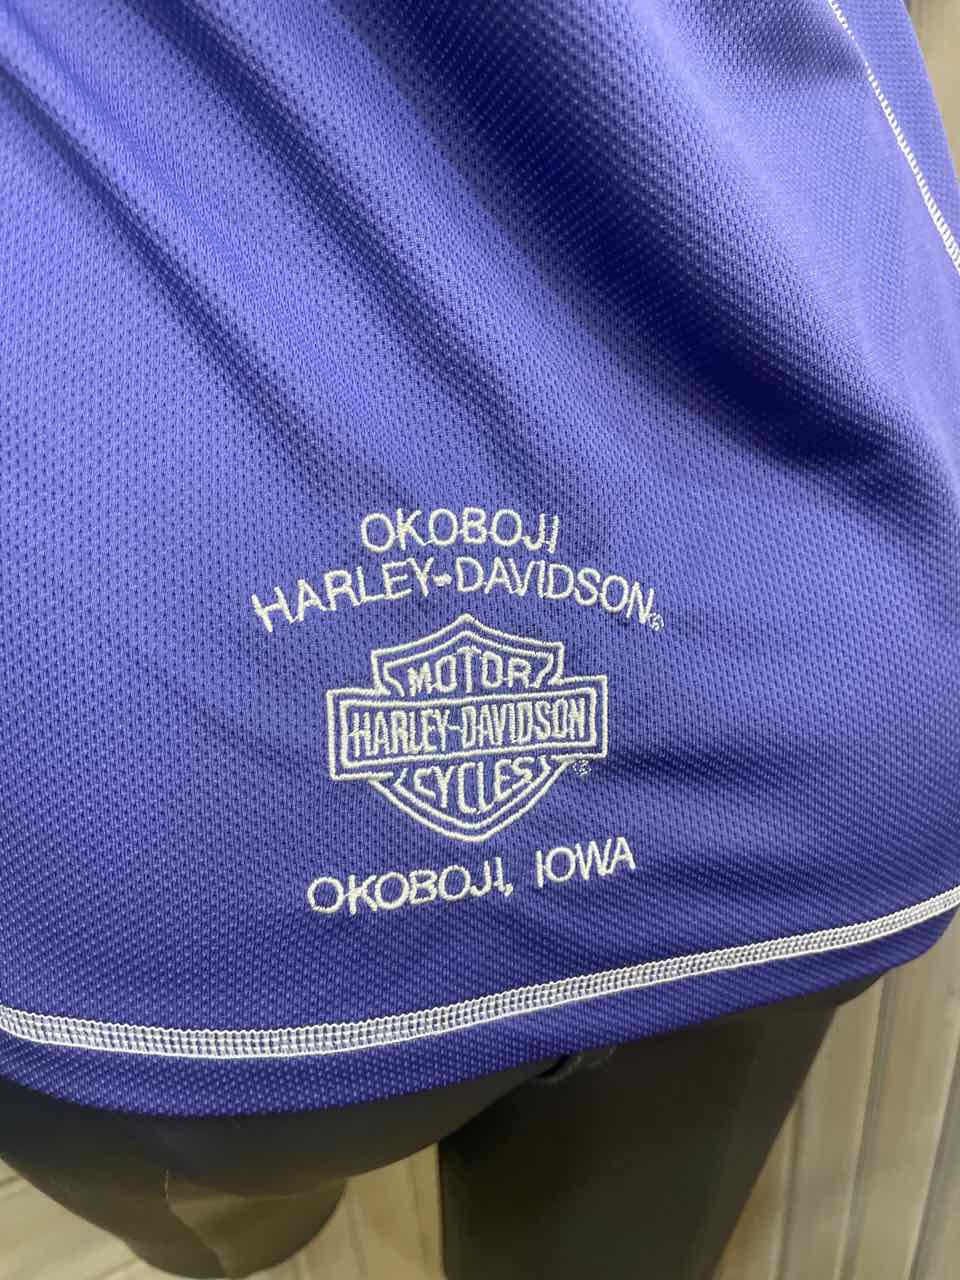 OKOBOJI
HARLEY-DAVIDSON®
MOTOR
HARLEY-DAVIDSON
CYCLES®
OKOBOJI, IOWA